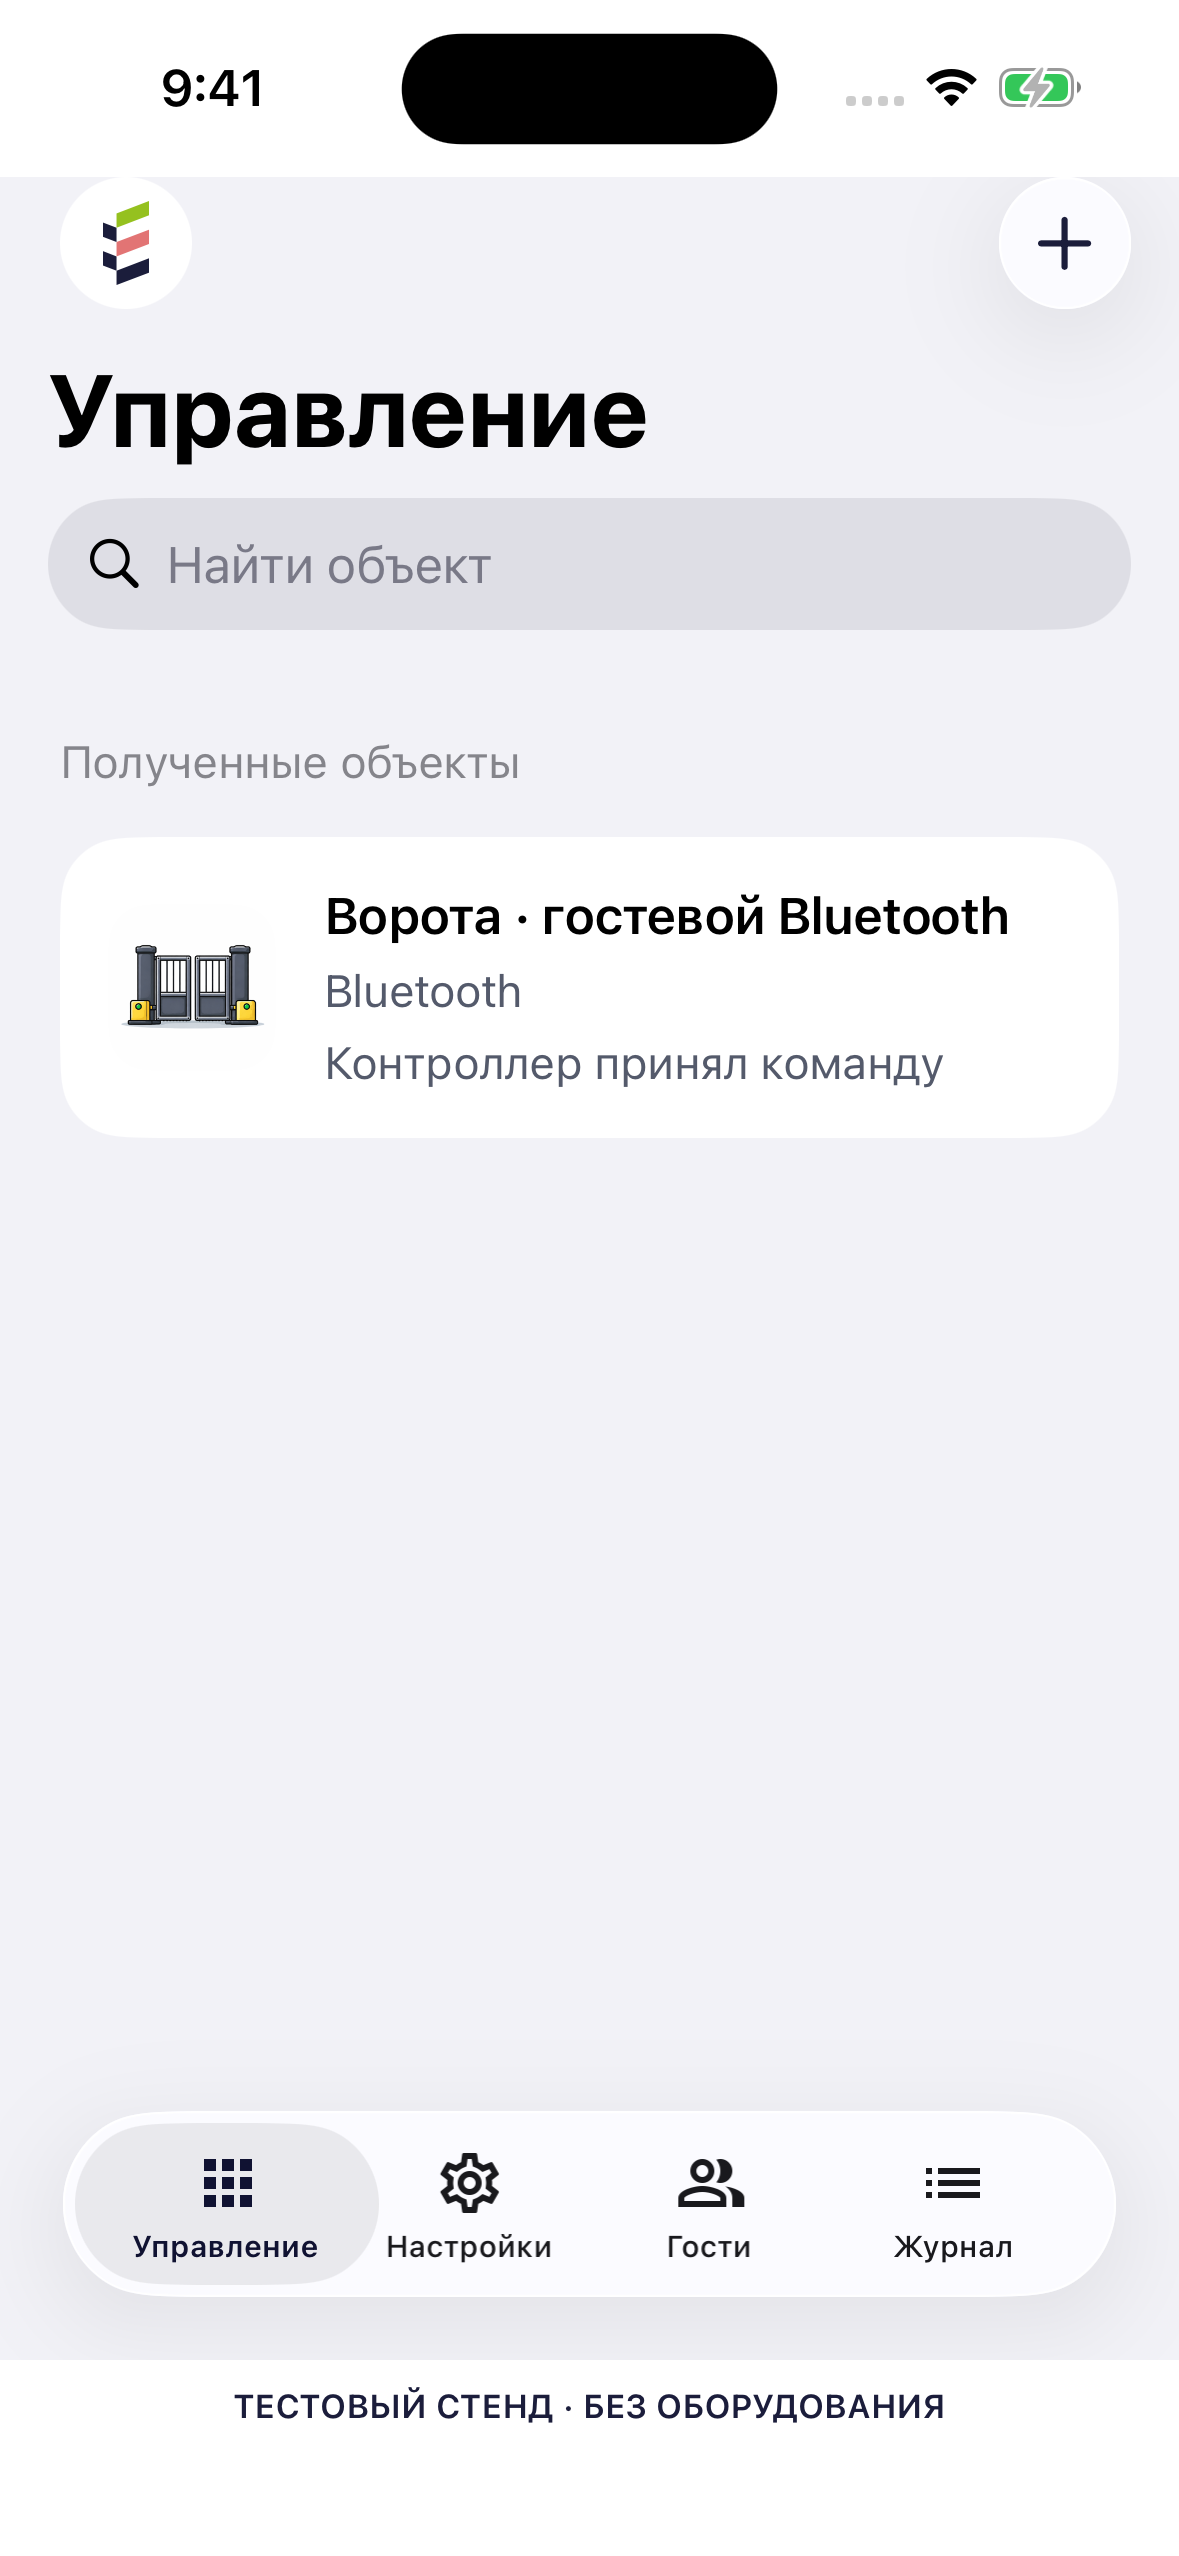 9:41
Управление
Найти объект
Полученные объекты
Ворота · гостевой Bluetooth
Bluetooth
Контроллер принял команду
Управление
Настройки
Гости
Журнал
ТЕСТОВЫЙ СТЕНД · БЕЗ ОБОРУДОВАНИЯ